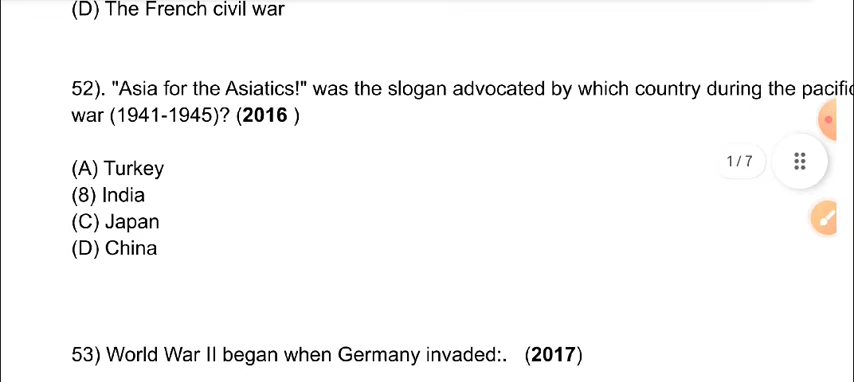 (D) The French civil war
52). "Asia for the Asiatics!" was the slogan advocated by which country during the pacific
war (1941-1945)? (2016 )
(A) Turkey
1/7
(8) India
(C) Japan
(D) China
53) World War II began when Germany invaded:. (2017)